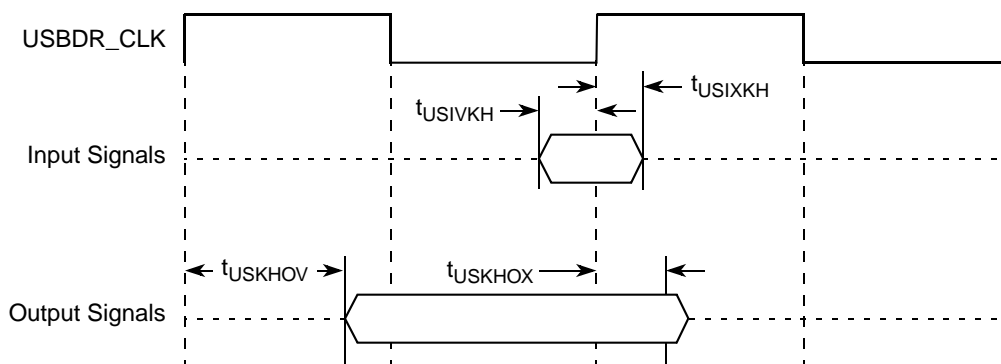 USBDR_CLK
tUSIXKH
tUSIVKH
Input Signals
tUSKHOV
tUSKHOX
Output Signals